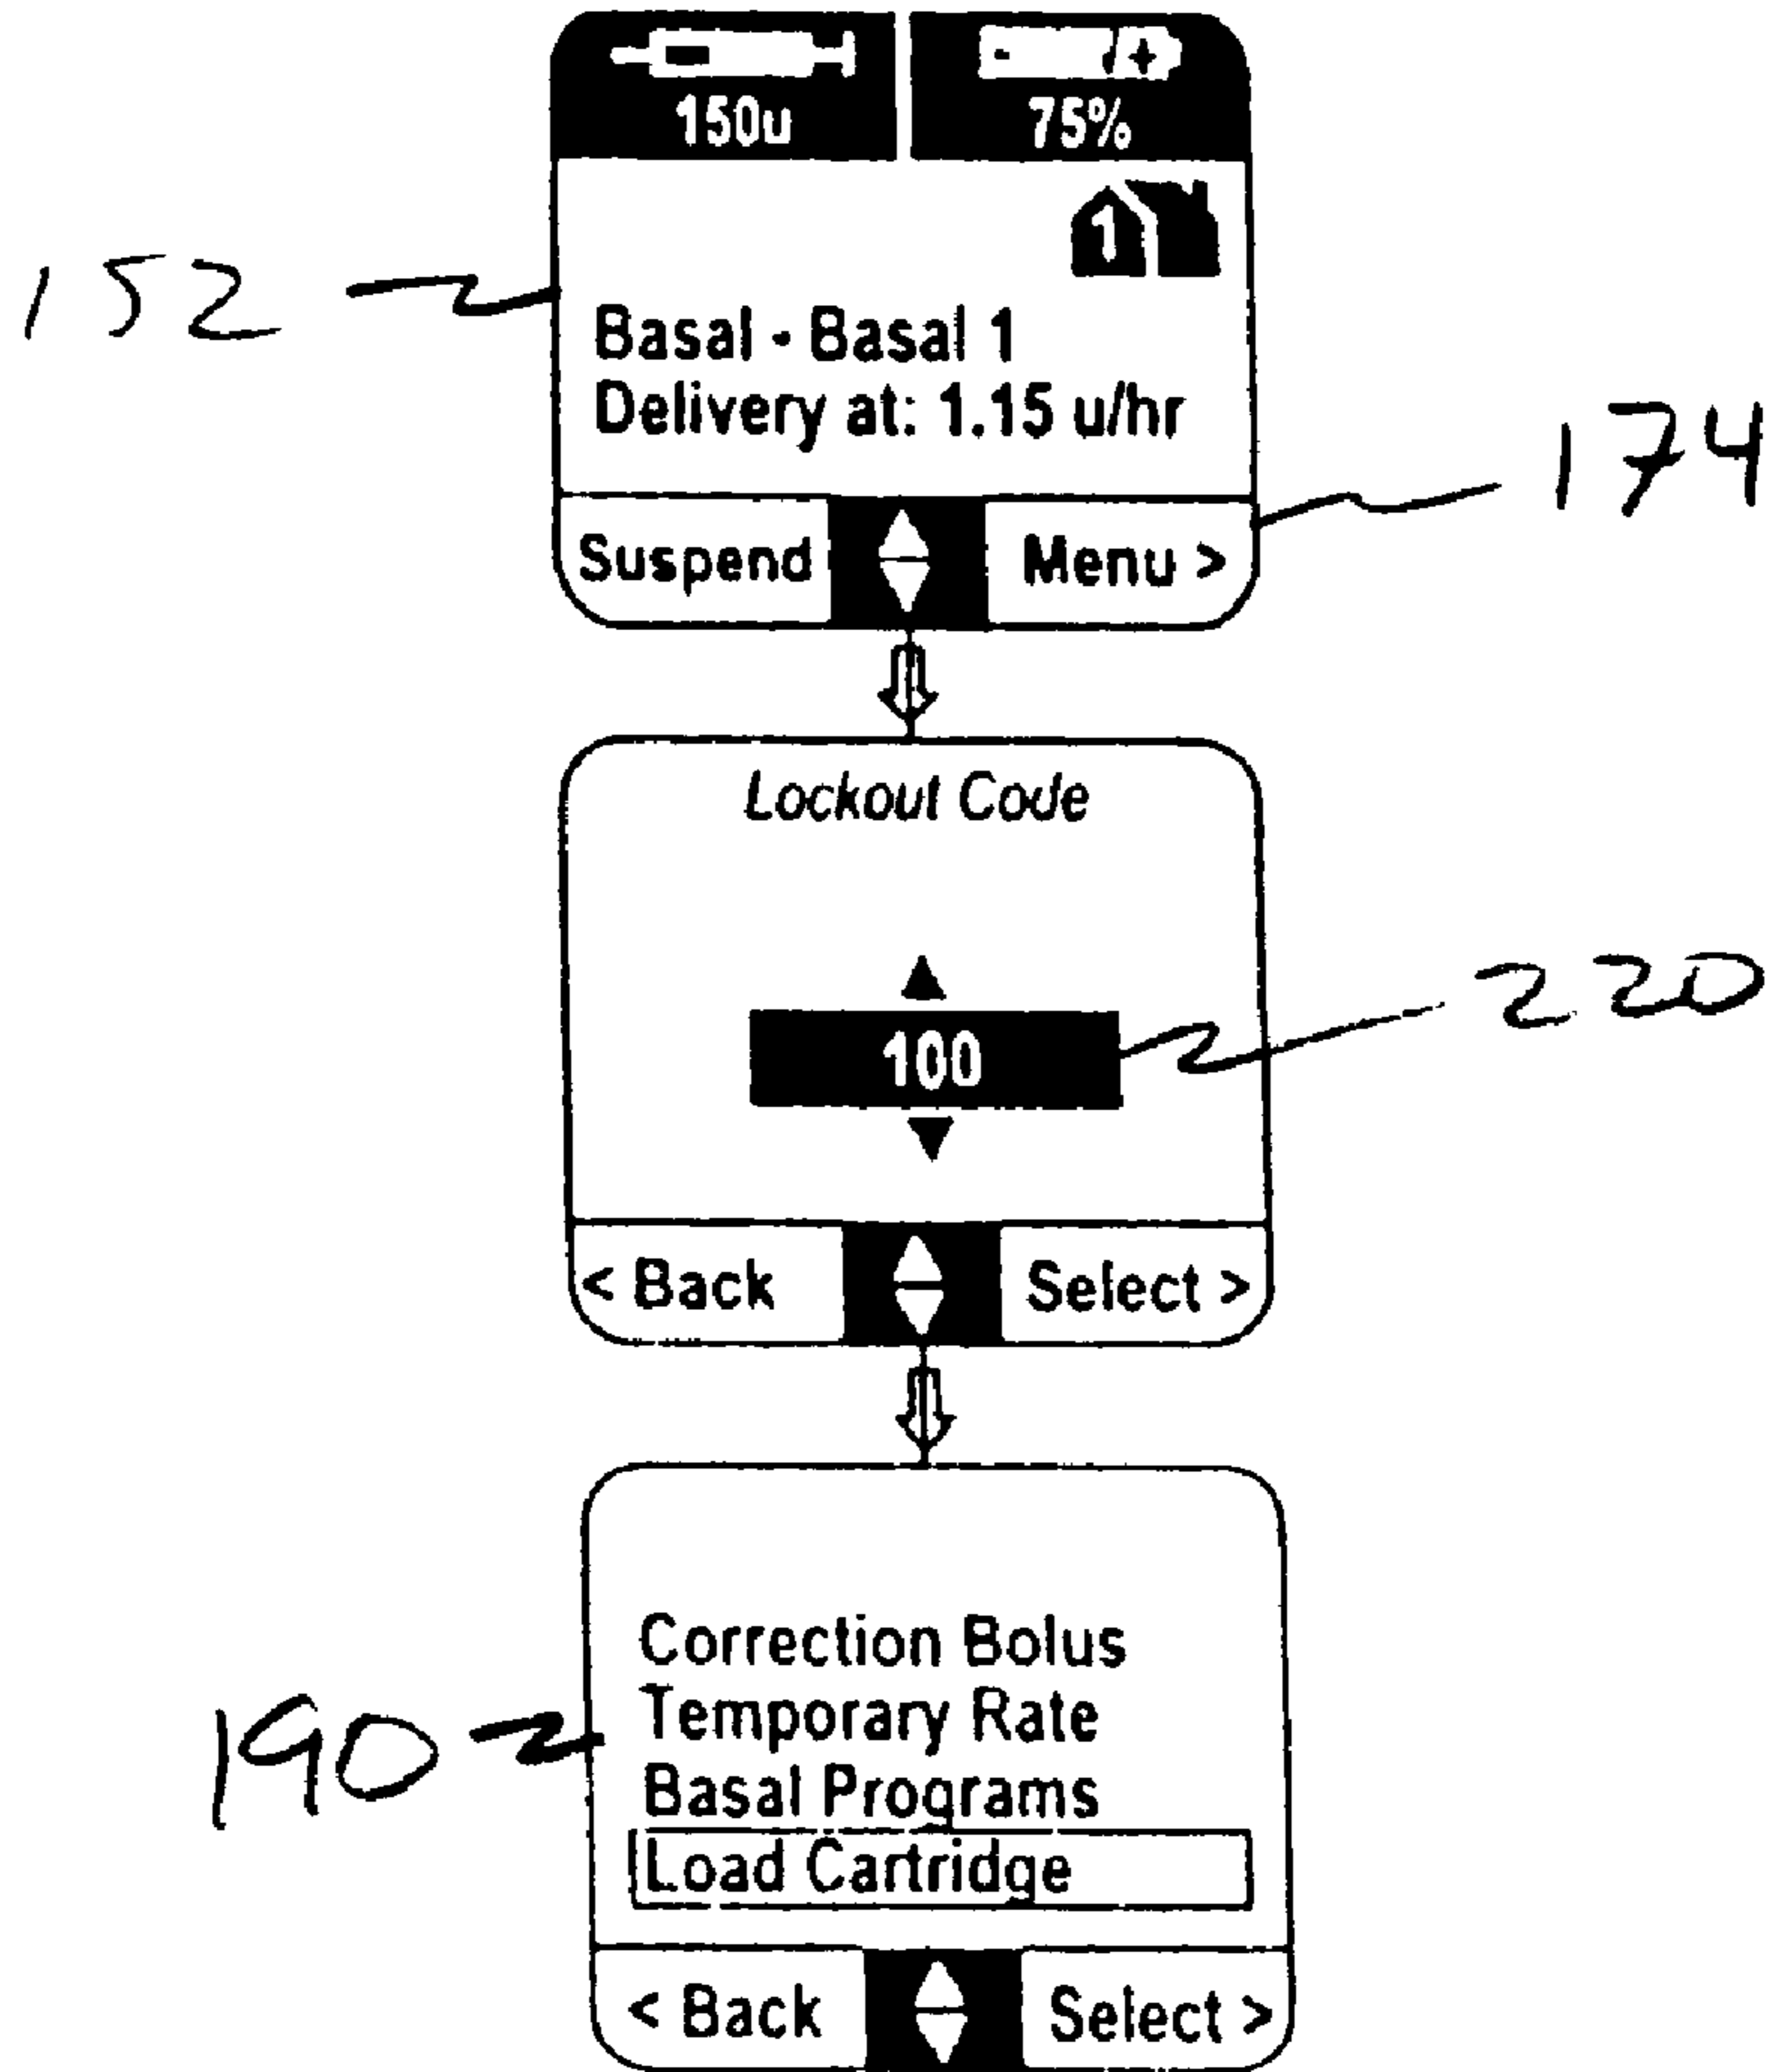 150u 75%
1
152
Basal - Basal 1
Delivery at: 1.15 u/hr
174
Suspend Menu >
Lockout Code
220
100
< Back Select >
Correction Bolus
Temporary Rate
190
Basal Programs
Load Cartridge
< Back Select >